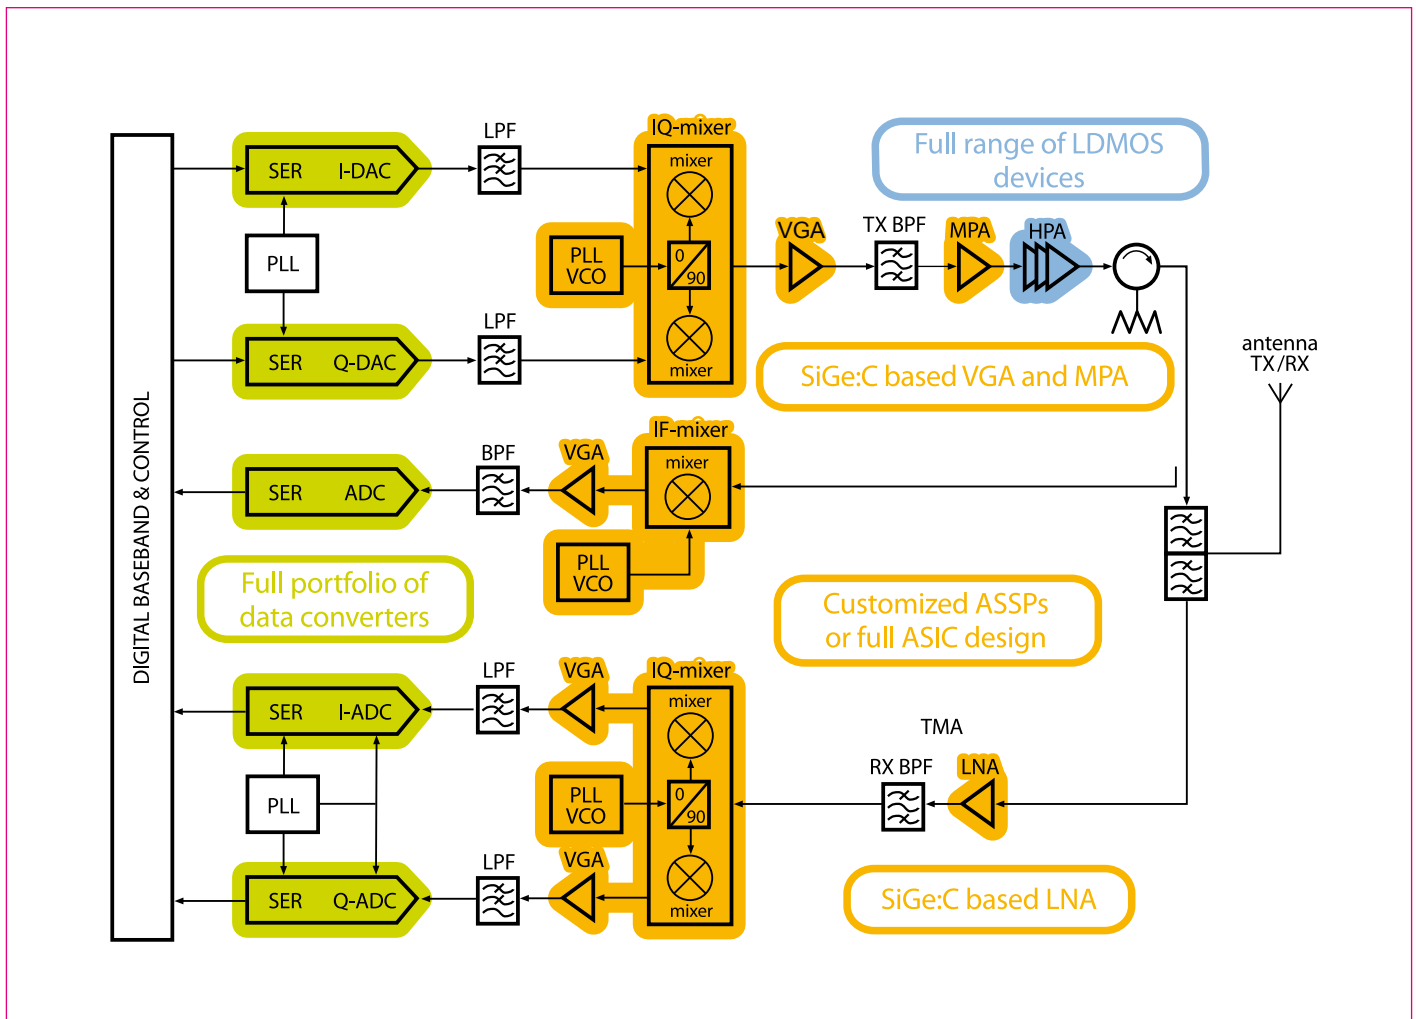 LPF
IQ-mixer
Full range of LDMOS
devices
SER I-DAC
mixer
PLL
PLL
VCO
0
90
VGA
TX BPF
MPA
HPA
LPF
SER Q-DAC
mixer
SiGe:C based VGA and MPA
antenna
TX/RX
DIGITAL BASEBAND & CONTROL
IF-mixer
BPF
VGA
mixer
SER ADC
PLL
VCO
Full portfolio of
data converters
Customized ASSPs
or full ASIC design
LPF
VGA
IQ-mixer
SER I-ADC
mixer
TMA
PLL
PLL
VCO
0
90
RX BPF
LNA
LPF
VGA
SER Q-ADC
mixer
SiGe:C based LNA